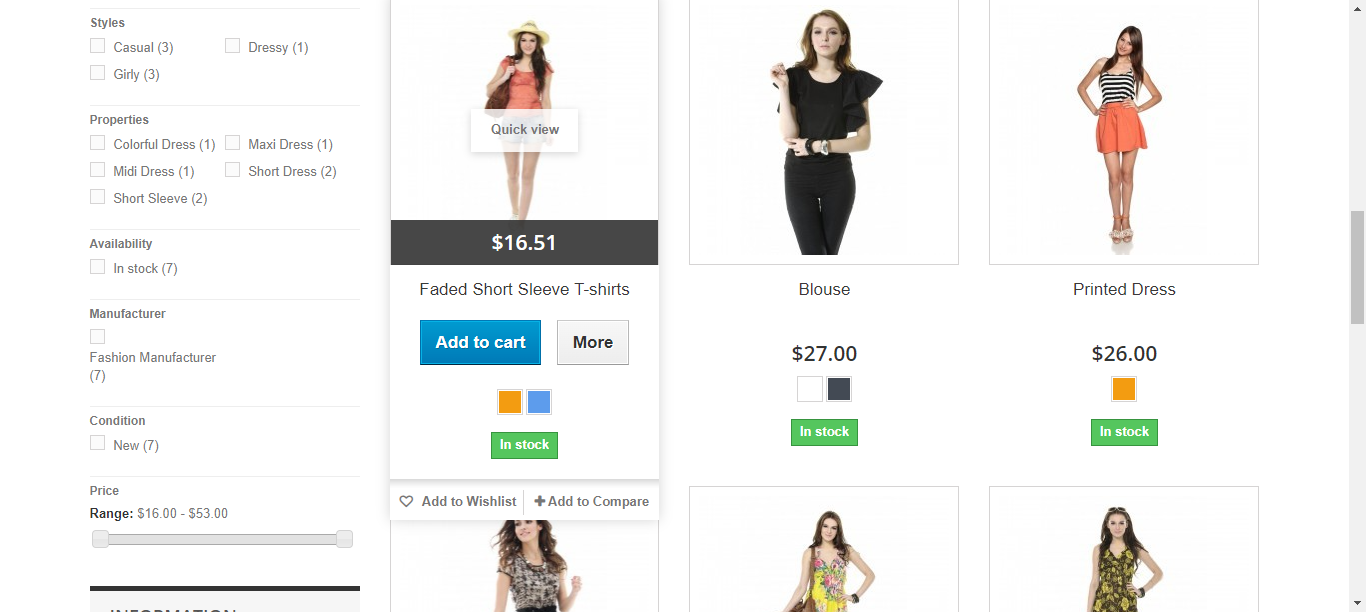 Styles
Casual (3)
Dressy (1)
Girly (3)
Properties
Colorful Dress (1)
Maxi Dress (1)
Midi Dress (1)
Short Dress (2)
Short Sleeve (2)
Availability
In stock (7)
Manufacturer
Fashion Manufacturer
(7)
Condition
New (7)
Price
Range: $16.00 - $53.00
INFORMATION
Quick view
$16.51
Faded Short Sleeve T-shirts
Add to cart
More
In stock
Add to Wishlist
Add to Compare
Blouse
$27.00
In stock
Printed Dress
$26.00
In stock